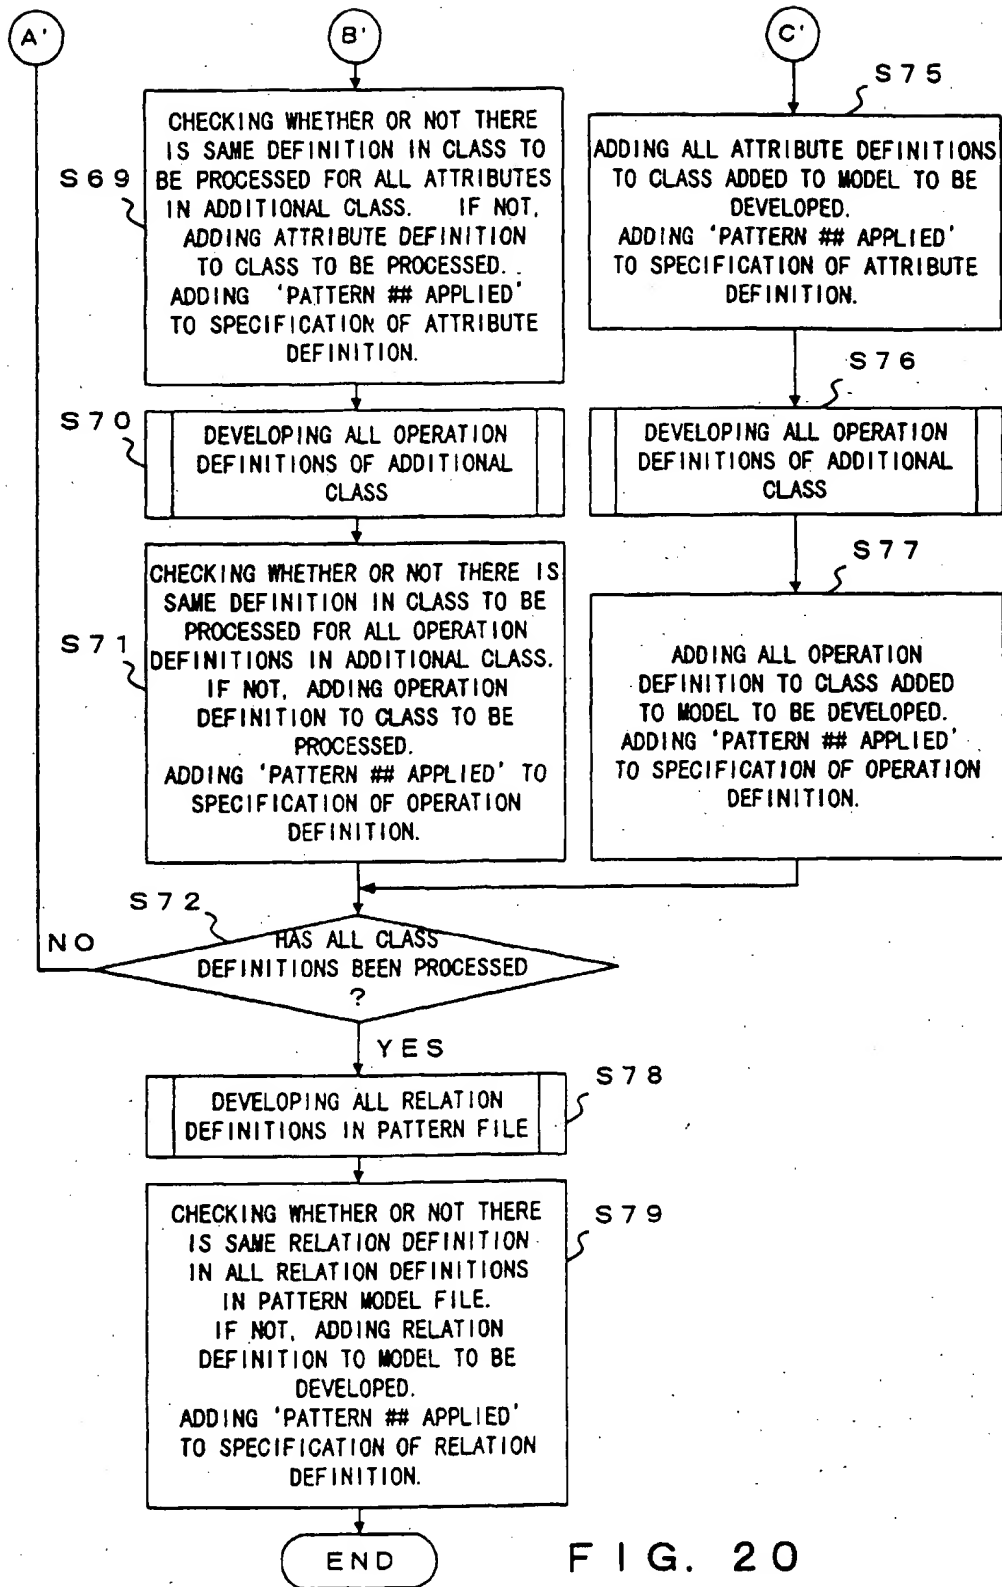 A'
B'
C'
S69
CHECKING WHETHER OR NOT THERE
IS SAME DEFINITION IN CLASS TO
BE PROCESSED FOR ALL ATTRIBUTES
IN ADDITIONAL CLASS. IF NOT,
ADDING ATTRIBUTE DEFINITION
TO CLASS TO BE PROCESSED.
ADDING 'PATTERN ## APPLIED'
TO SPECIFICATION OF ATTRIBUTE
DEFINITION.
S70
DEVELOPING ALL OPERATION
DEFINITIONS OF ADDITIONAL
CLASS
S71
CHECKING WHETHER OR NOT THERE IS
SAME DEFINITION IN CLASS TO BE
PROCESSED FOR ALL OPERATION
DEFINITIONS IN ADDITIONAL CLASS.
IF NOT, ADDING OPERATION
DEFINITION TO CLASS TO BE
PROCESSED.
ADDING 'PATTERN ## APPLIED' TO
SPECIFICATION OF OPERATION
DEFINITION.
S75
ADDING ALL ATTRIBUTE DEFINITIONS
TO CLASS ADDED TO MODEL TO BE
DEVELOPED.
ADDING 'PATTERN ## APPLIED'
TO SPECIFICATION OF ATTRIBUTE
DEFINITION.
S76
DEVELOPING ALL OPERATION
DEFINITIONS OF ADDITIONAL
CLASS
S77
ADDING ALL OPERATION
DEFINITION TO CLASS ADDED
TO MODEL TO BE DEVELOPED.
ADDING 'PATTERN ## APPLIED'
TO SPECIFICATION OF OPERATION
DEFINITION.
S72
NO
HAS ALL CLASS
DEFINITIONS BEEN PROCESSED
?
YES
S78
DEVELOPING ALL RELATION
DEFINITIONS IN PATTERN FILE
S79
CHECKING WHETHER OR NOT THERE
IS SAME RELATION DEFINITION
IN ALL RELATION DEFINITIONS
IN PATTERN MODEL FILE.
IF NOT, ADDING RELATION
DEFINITION TO MODEL TO BE
DEVELOPED.
ADDING 'PATTERN ## APPLIED'
TO SPECIFICATION OF RELATION
DEFINITION.
END
FIG. 20